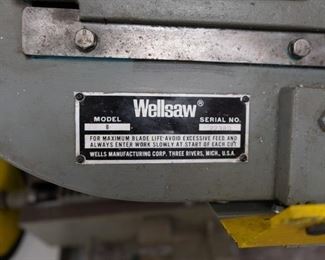 Wellsaw®
MODEL SERIAL NO.
8
FOR MAXIMUM BLADE LIFE AVOID EXCESSIVE FEED AND
ALWAYS ENTER WORK SLOWLY AT START OF EACH CUT
WELLS MANUFACTURING CORP. THREE RIVERS, MICH., U.S.A.